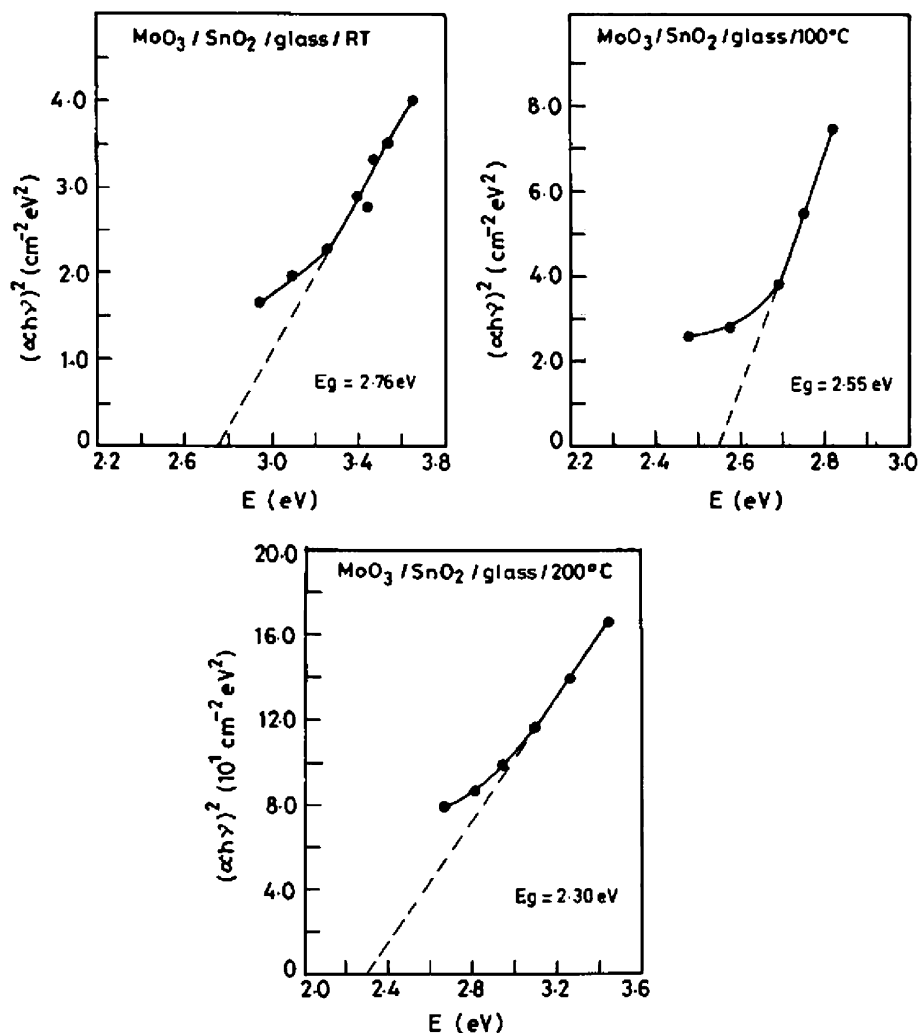 MoO₃/SnO₂/glass/RT
(αhν)² (cm⁻² eV²)
4.0
3.0
2.0
1.0
0
Eg = 2.76 eV
2.2 2.6 3.0 3.4 3.8
E (eV)
MoO₃/SnO₂/glass/100°C
(αhν)² (cm⁻² eV²)
8.0
6.0
4.0
2.0
0
Eg = 2.55 eV
2.2 2.4 2.6 2.8 3.0
E (eV)
MoO₃/SnO₂/glass/200°C
(αhν)² (10¹ cm⁻² eV²)
20.0
16.0
12.0
8.0
4.0
0
Eg = 2.30 eV
2.0 2.4 2.8 3.2 3.6
E (eV)